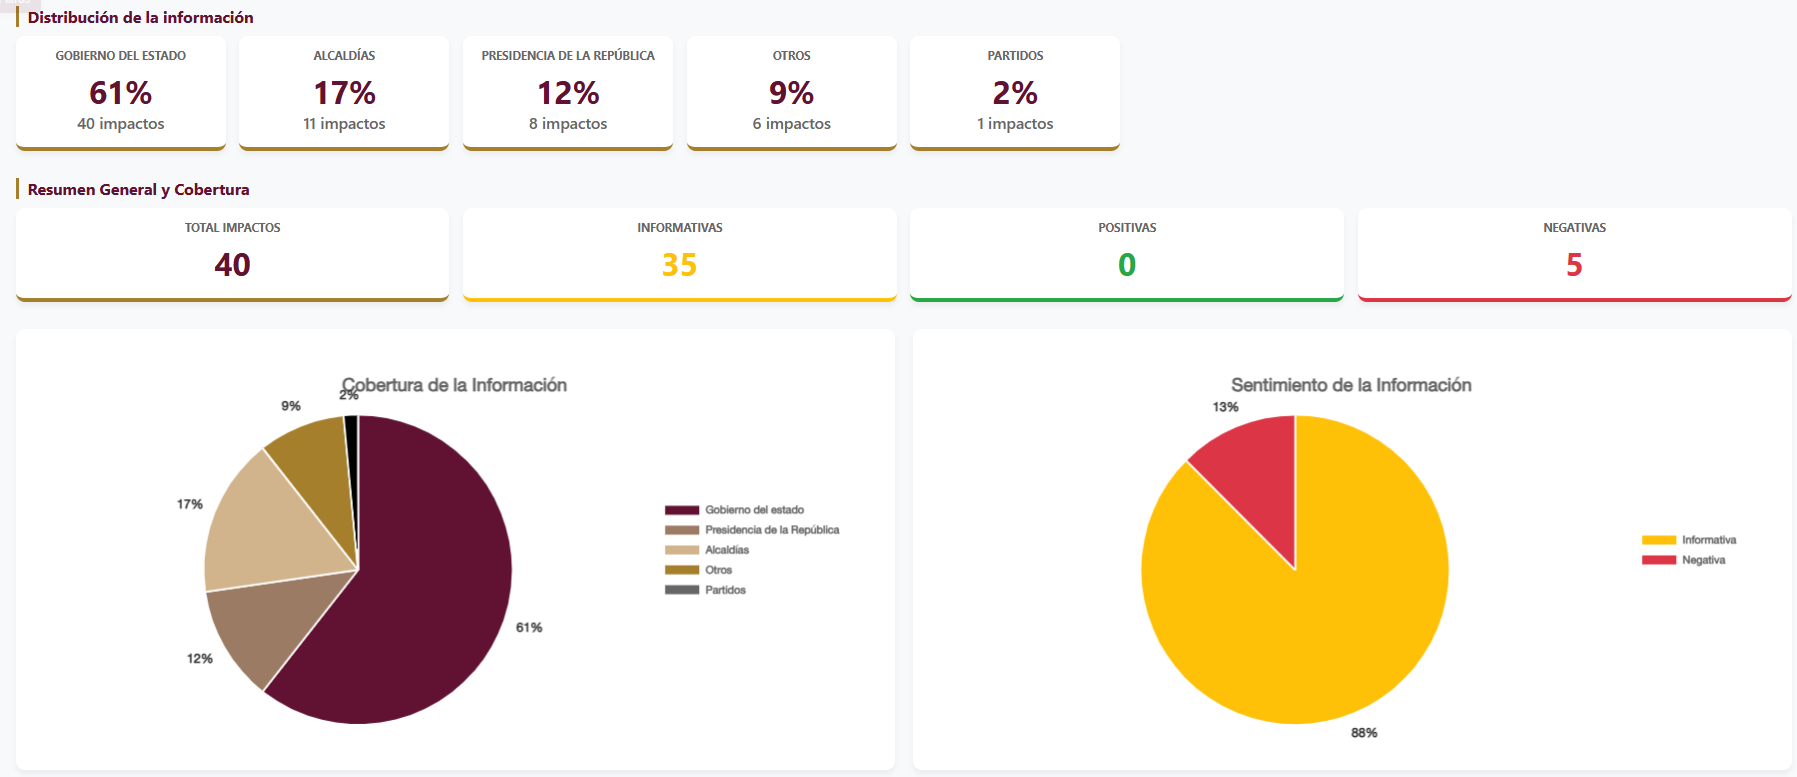 Distribución de la información
GOBIERNO DEL ESTADO
61%
40 impactos
ALCALDÍAS
17%
11 impactos
PRESIDENCIA DE LA REPÚBLICA
12%
8 impactos
OTROS
9%
6 impactos
PARTIDOS
2%
1 impactos
Resumen General y Cobertura
TOTAL IMPACTOS
40
INFORMATIVAS
35
POSITIVAS
0
NEGATIVAS
5
Cobertura de la Información
2%
9%
17%
12%
61%
Gobierno del estado
Presidencia de la República
Alcaldías
Otros
Partidos
Sentimiento de la Información
13%
88%
Informativa
Negativa